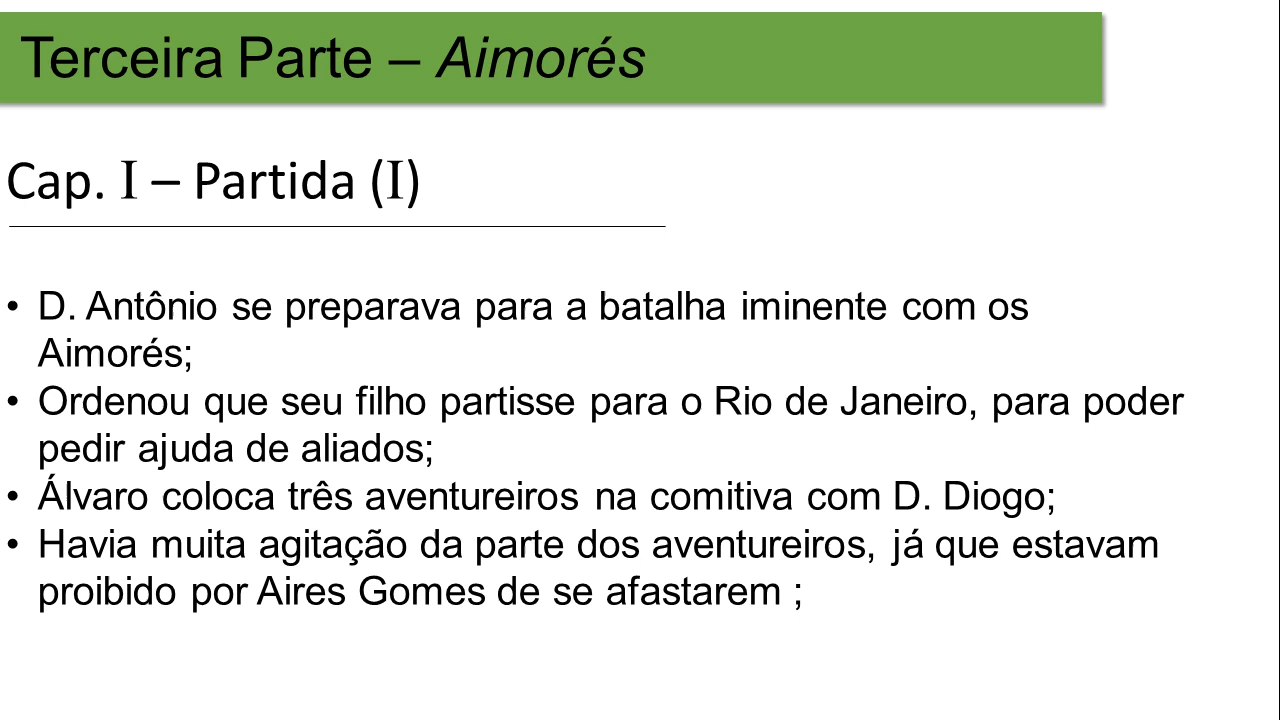 Terceira Parte – Aimorés
Cap. I – Partida (I)
• D. Antônio se preparava para a batalha iminente com os
Aimorés;
• Ordenou que seu filho partisse para o Rio de Janeiro, para poder
pedir ajuda de aliados;
• Álvaro coloca três aventureiros na comitiva com D. Diogo;
• Havia muita agitação da parte dos aventureiros, já que estavam
proibido por Aires Gomes de se afastarem ;